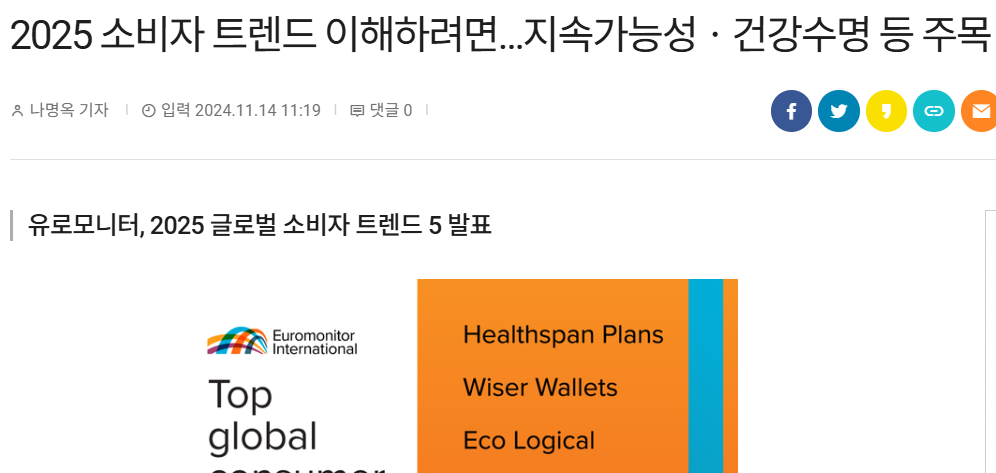 2025 소비자 트렌드 이해하려면...지속가능성 · 건강수명 등 주목
나명옥 기자 입력 2024.11.14 11:19 댓글 0
유로모니터, 2025 글로벌 소비자 트렌드 5 발표
Euromonitor
International
Top
global
consumer
Healthspan Plans
Wiser Wallets
Eco Logical